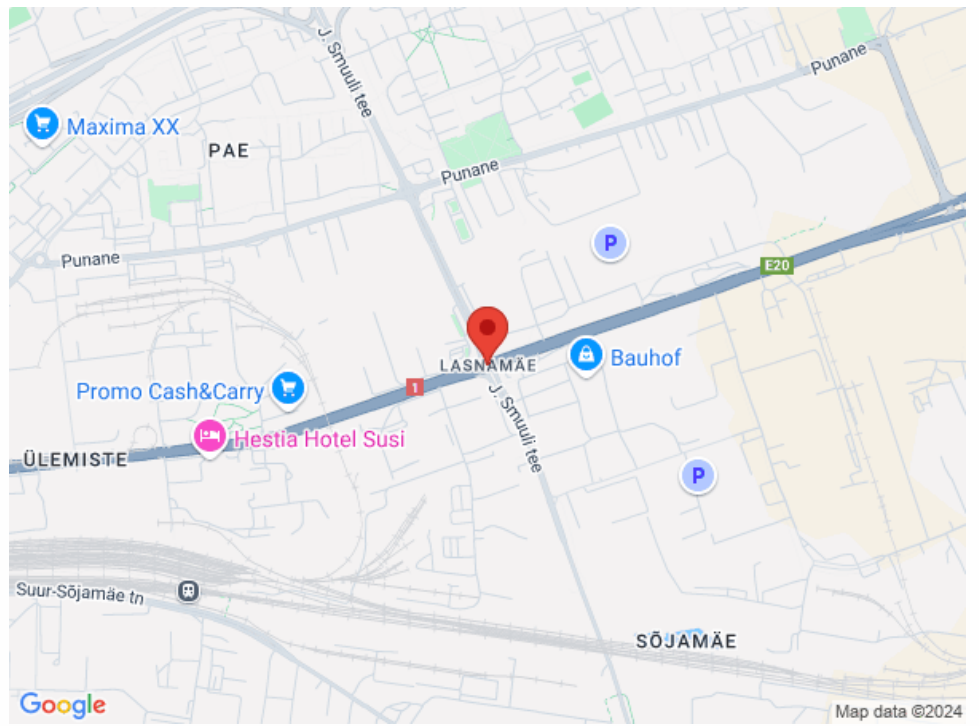 J. Smuuli tee
Punane
Maxima XX
PAE
Punane
P
Punane
E20
LASNAMÄE
Bauhof
1
Promo Cash&Carry
J. Smuuli tee
Hestia Hotel Susi
ÜLEMISTE
P
Suur-Sõjamäe tn
SÕJAMÄE
Google
Map data ©2024